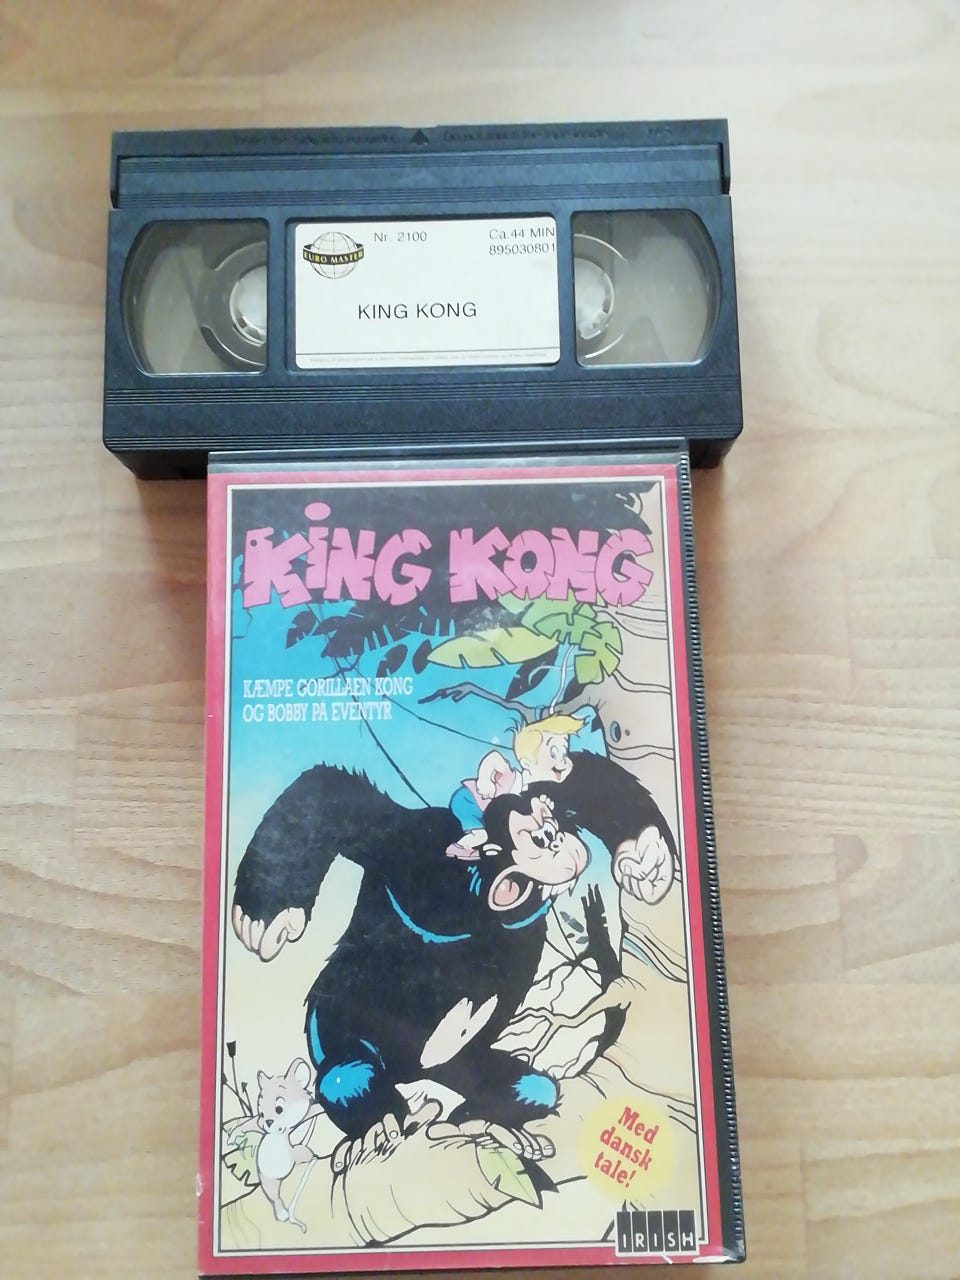 Nr. 2100
Ca.44 MIN
895030801
EURO MASTER
KING KONG
KING KONG
KÆMPE GORILLAEN KONG
OG BOBBY PÅ EVENTYR
Med
dansk
tale!
IRISH